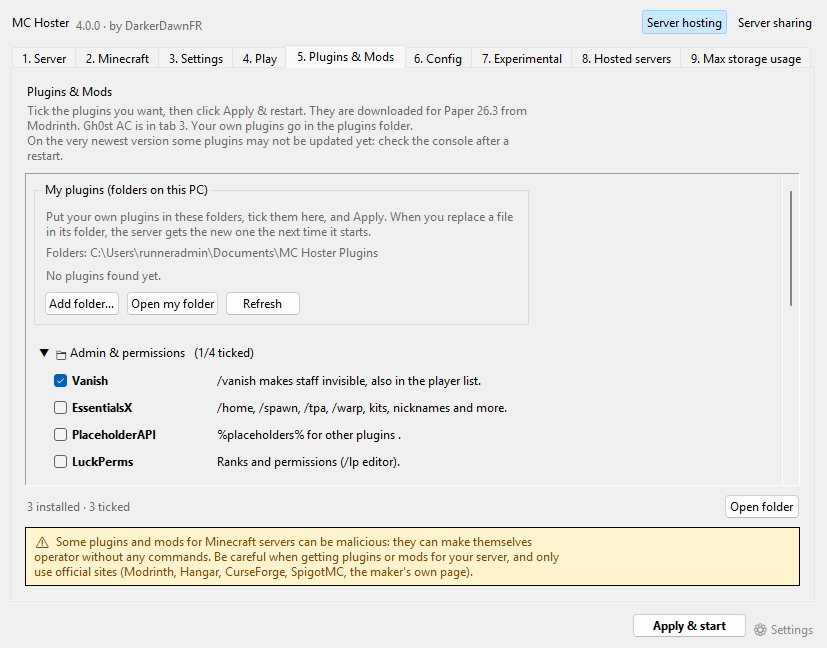 MC Hoster 4.0.0 · by DarkerDawnFR
Server hosting Server sharing
1. Server 2. Minecraft 3. Settings 4. Play 5. Plugins & Mods 6. Config 7. Experimental 8. Hosted servers 9. Max storage usage
Plugins & Mods
Tick the plugins you want, then click Apply & restart. They are downloaded for Paper 26.3 from
Modrinth. Gh0st AC is in tab 3. Your own plugins go in the plugins folder.
On the very newest version some plugins may not be updated yet: check the console after a
restart.
My plugins (folders on this PC)
Put your own plugins in these folders, tick them here, and Apply. When you replace a file
in its folder, the server gets the new one the next time it starts.
Folders: C:\Users\runneradmin\Documents\MC Hoster Plugins
No plugins found yet.
Add folder... Open my folder Refresh
Admin & permissions (1/4 ticked)
Vanish /vanish makes staff invisible, also in the player list.
EssentialsX /home, /spawn, /tpa, /warp, kits, nicknames and more.
PlaceholderAPI %placeholders% for other plugins .
LuckPerms Ranks and permissions (/lp editor).
3 installed · 3 ticked
Open folder
Some plugins and mods for Minecraft servers can be malicious: they can make themselves
operator without any commands. Be careful when getting plugins or mods for your server, and only
use official sites (Modrinth, Hangar, CurseForge, SpigotMC, the maker's own page).
Apply & start Settings